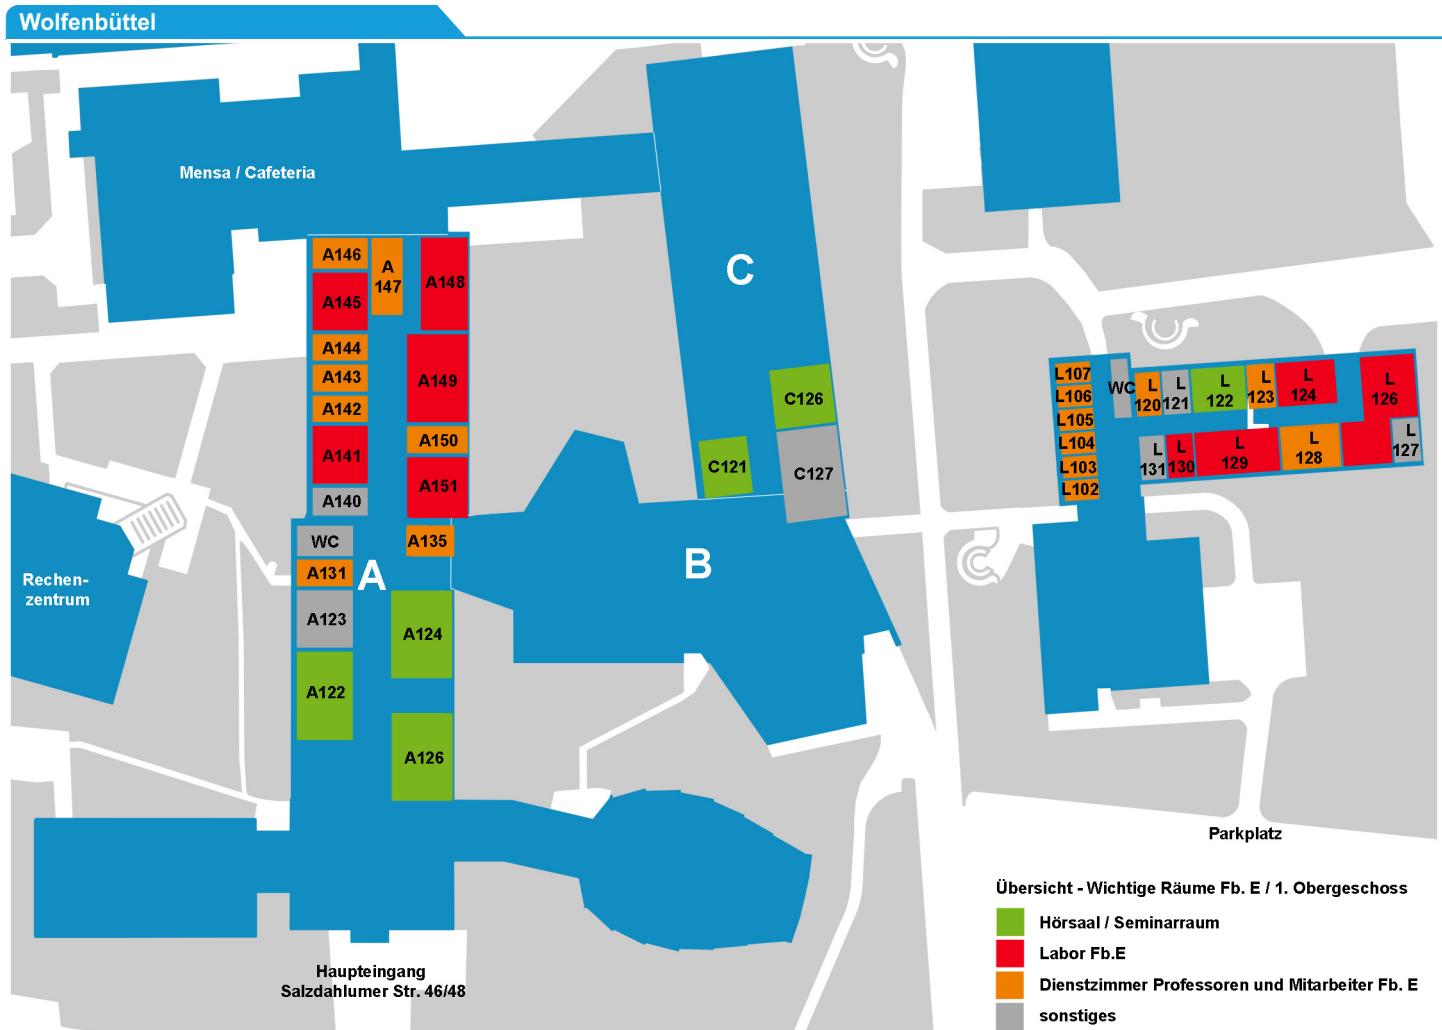 Wolfenbüttel
Mensa / Cafeteria
A146
A
147
A148
A145
A144
A143
A149
A142
A150
A141
A151
A140
WC
A135
A131
A
A123
A124
A122
A126
Rechen-
zentrum
C
C126
C121
C127
B
L107
L106
L105
L104
L103
L102
WC
L
120
L
121
L
122
L
123
L
124
L
126
L
127
L
131
L
130
L
129
L
128
L
Parkplatz
Haupteingang
Salzdahlumer Str. 46/48
Übersicht - Wichtige Räume Fb. E / 1. Obergeschoss
Hörsaal / Seminarraum
Labor Fb.E
Dienstzimmer Professoren und Mitarbeiter Fb. E
sonstiges